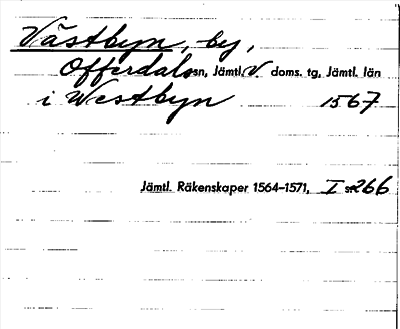 Västbyn, by,
Offerdals sn, Jämtl. V. doms. tg, Jämtl. län
i Westbyn 1567
Jämtl. Räkenskaper 1564–1571, I s. 266